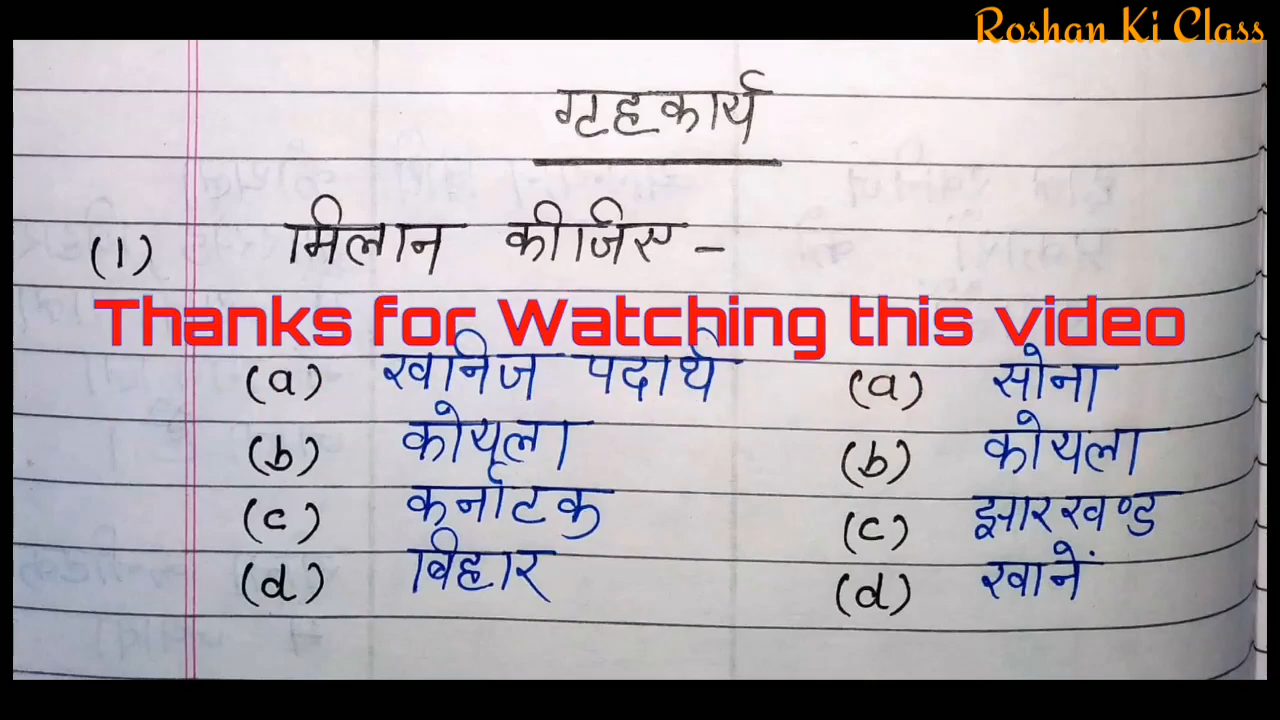 Roshan Ki Class
गृहकार्य
(1) मिलान कीजिए -
Thanks for Watching this video
(a) खनिज पदार्थ (a) सोना
(b) कोयला (b) कोयला
(c) कर्नाटक (c) झारखण्ड
(d) बिहार (d) खानें